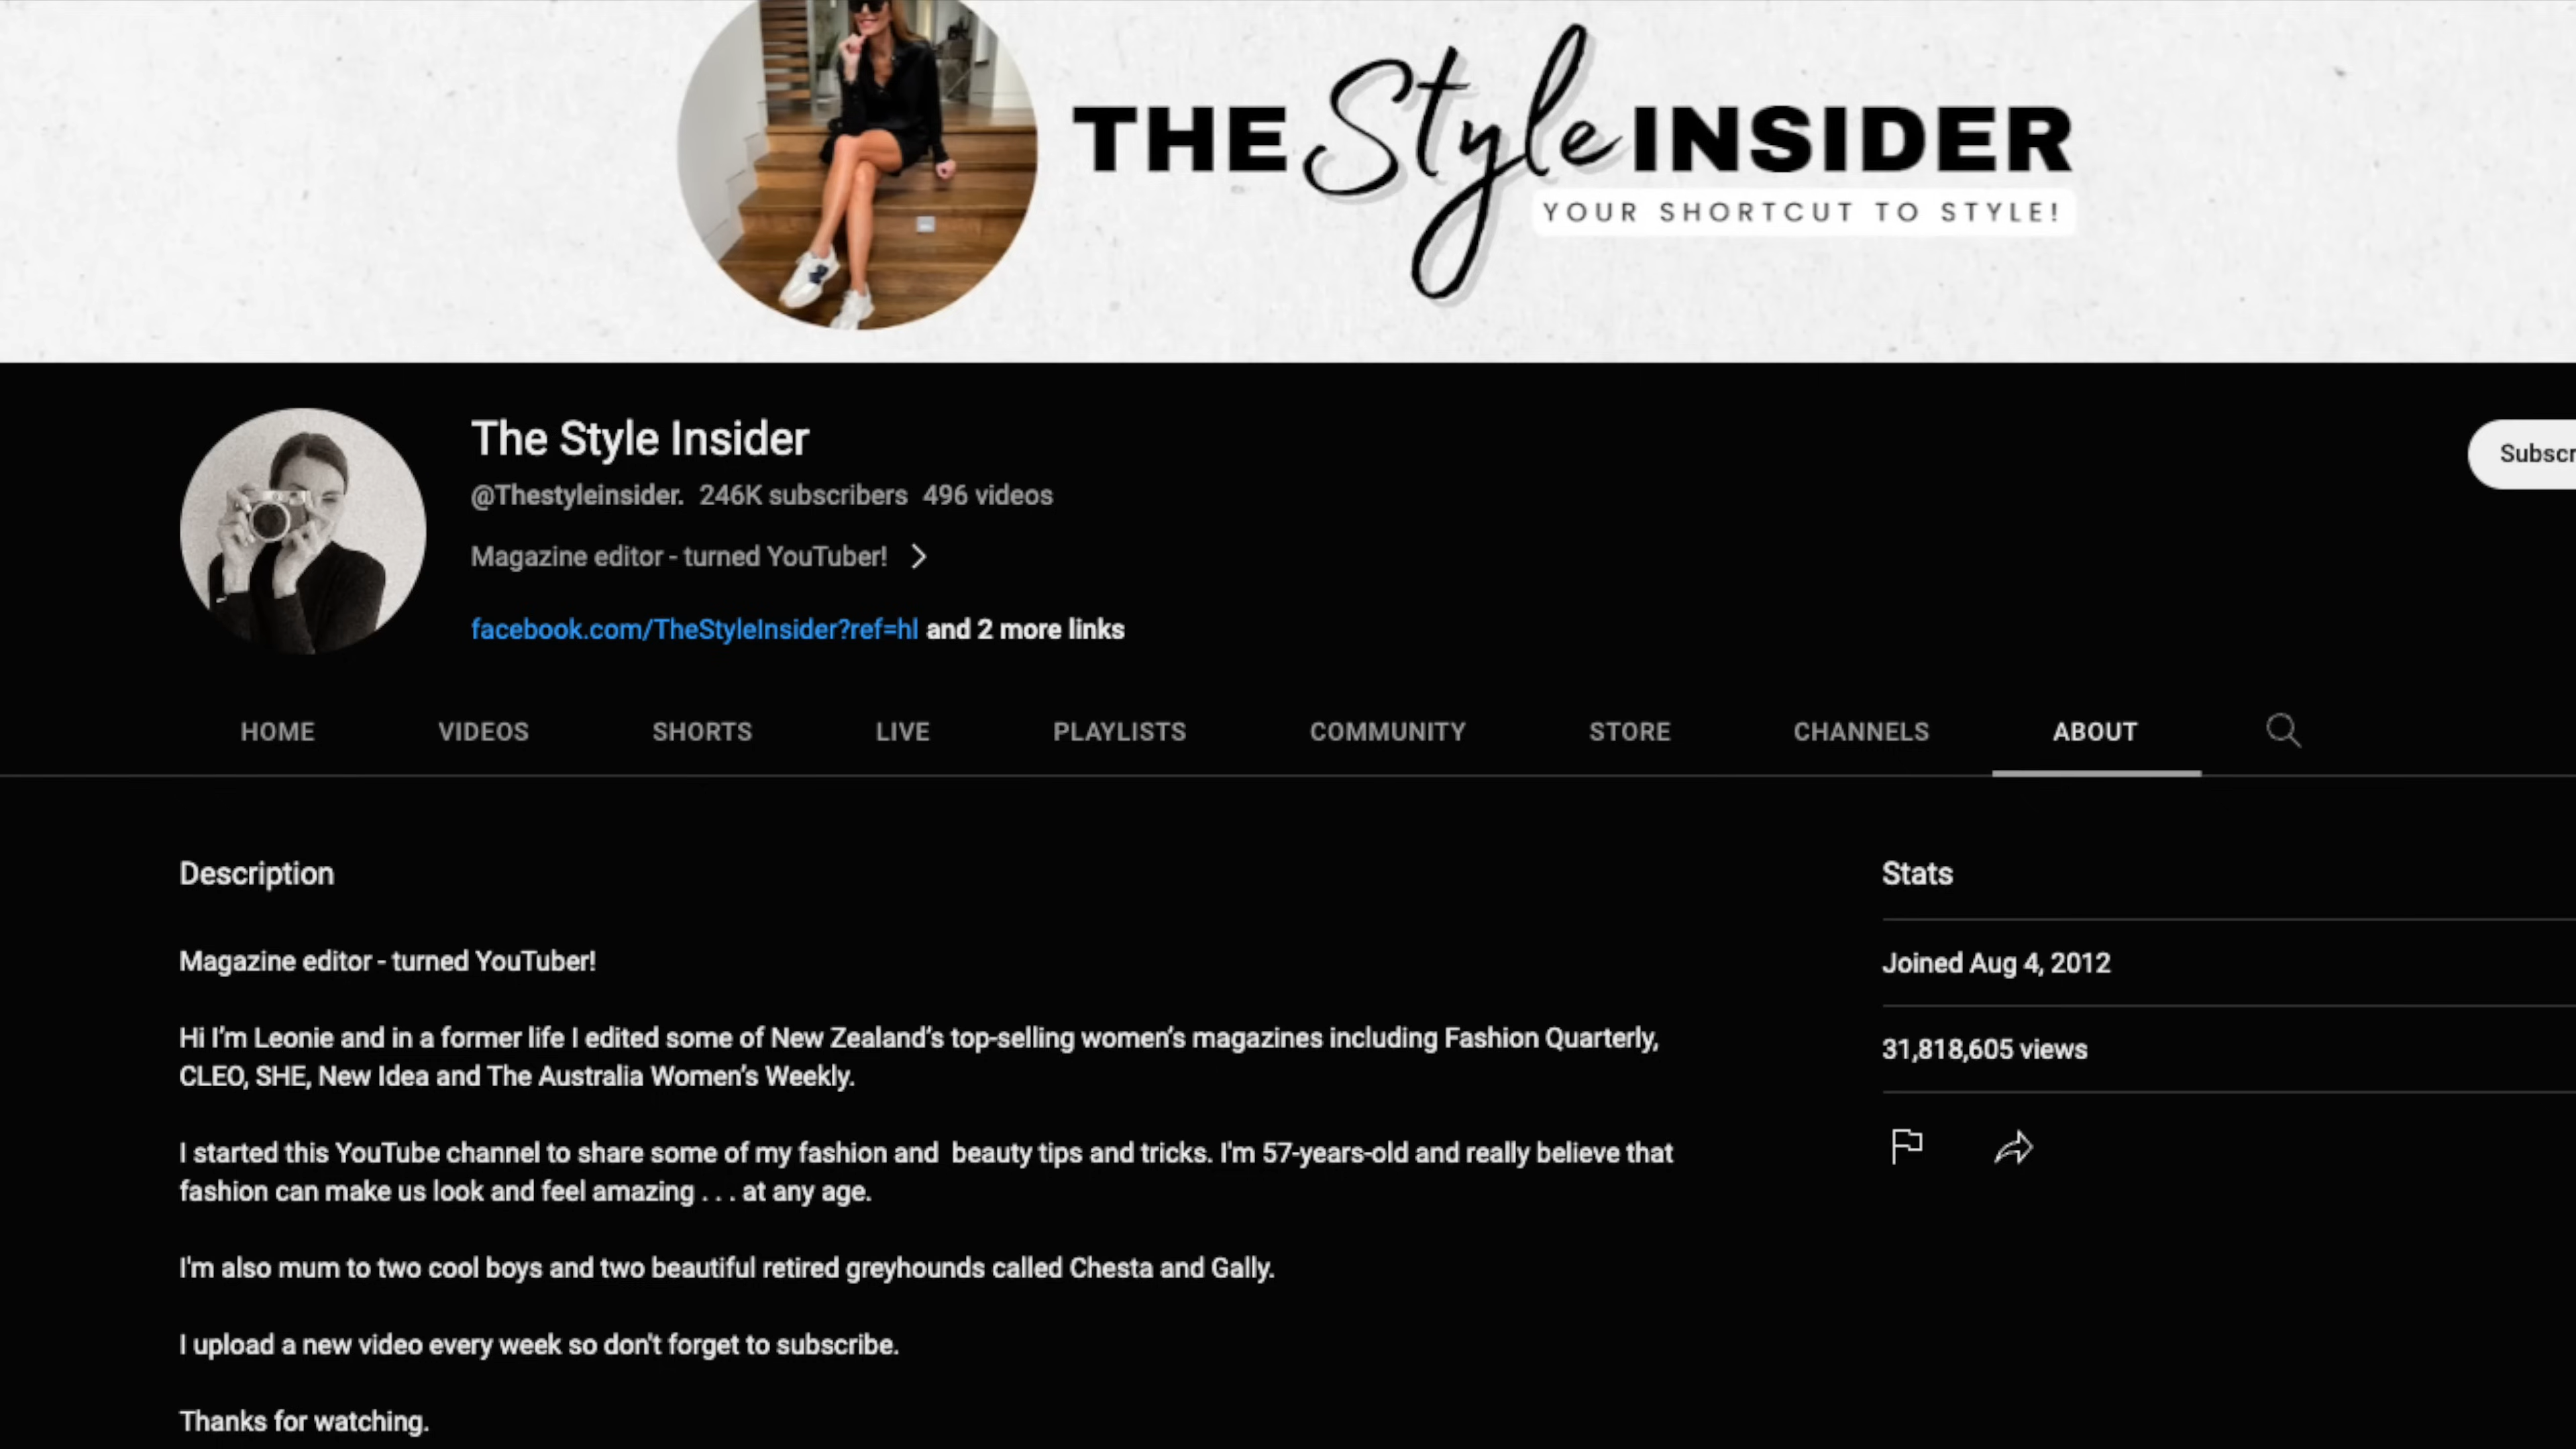 THE Style INSIDER
YOUR SHORTCUT TO STYLE!
The Style Insider
@Thestyleinsider. 246K subscribers 496 videos
Subscr
Magazine editor - turned YouTuber!
facebook.com/TheStyleInsider?ref=hl and 2 more links
HOME VIDEOS SHORTS LIVE PLAYLISTS COMMUNITY STORE CHANNELS ABOUT
Description
Magazine editor - turned YouTuber!
Hi I’m Leonie and in a former life I edited some of New Zealand’s top-selling women’s magazines including Fashion Quarterly,
CLEO, SHE, New Idea and The Australia Women’s Weekly.
I started this YouTube channel to share some of my fashion and  beauty tips and tricks. I'm 57-years-old and really believe that
fashion can make us look and feel amazing . . . at any age.
I'm also mum to two cool boys and two beautiful retired greyhounds called Chesta and Gally.
I upload a new video every week so don't forget to subscribe.
Thanks for watching.
Stats
Joined Aug 4, 2012
31,818,605 views